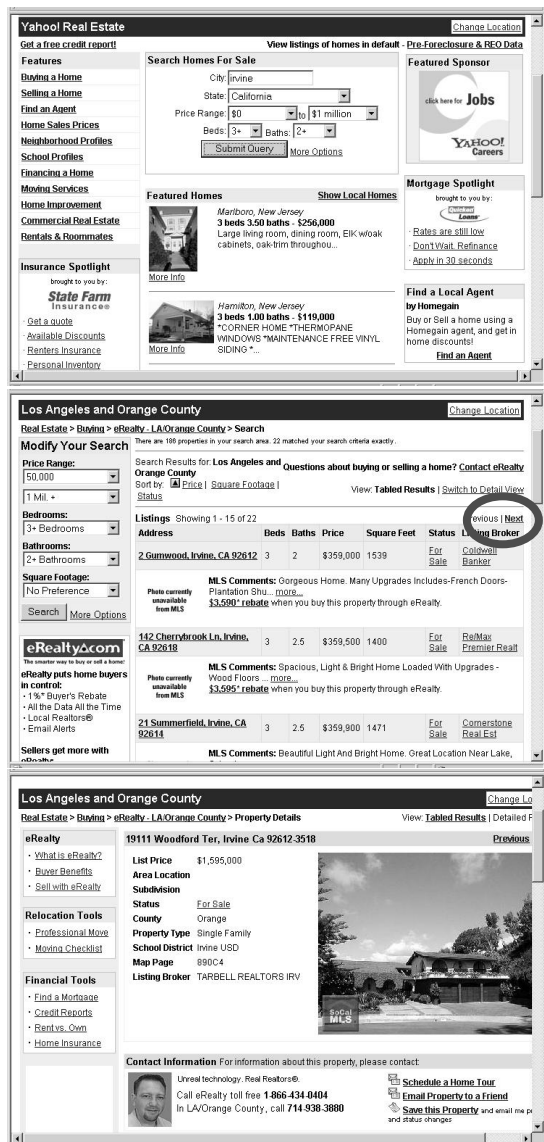 Yahoo! Real Estate
Change Location
Get a free credit report!
View listings of homes in default - Pre-Foreclosure & REO Data
Features
Buying a Home
Selling a Home
Find an Agent
Home Sales Prices
Neighborhood Profiles
School Profiles
Financing a Home
Moving Services
Home Improvement
Commercial Real Estate
Rentals & Roommates
Insurance Spotlight
brought to you by:
State Farm
Insurance®
· Get a quote
· Available Discounts
· Renters Insurance
· Personal Inventory
Search Homes For Sale
City: irvine
State: California
Price Range: $0 to $1 million
Beds: 3+ Baths: 2+
Submit Query More Options
Featured Homes Show Local Homes
Marlboro, New Jersey
3 beds 3.50 baths - $256,000
Large living room, dining room, EIK w/oak
cabinets, oak-trim throughou...
More Info
Hamilton, New Jersey
3 beds 1.00 baths - $119,000
*CORNER HOME *THERMOPANE
WINDOWS *MAINTENANCE FREE VINYL
SIDING *...
More Info
Featured Sponsor
click here for Jobs
YAHOO!
Careers
Mortgage Spotlight
brought to you by:
Quicken
Loans
· Rates are still low
· Don't Wait. Refinance
· Apply in 30 seconds
Find a Local Agent
by Homegain
Buy or Sell a home using a
Homegain agent, and get in
home discounts!
Find an Agent
Los Angeles and Orange County
Change Location
Real Estate > Buying > eRealty - LA/Orange County > Search
Modify Your Search
Price Range:
50,000
1 Mil. +
Bedrooms:
3+ Bedrooms
Bathrooms:
2+ Bathrooms
Square Footage:
No Preference
Search More Options
eRealty.com
The smarter way to buy or sell a home!
eRealty puts home buyers
in control:
· 1%* Buyer's Rebate
· All the Data All the Time
· Local Realtors®
· Email Alerts
Sellers get more with
eRealty:
There are 186 properties in your search area. 22 matched your search criteria exactly.
Search Results for: Los Angeles and
Orange County
Questions about buying or selling a home? Contact eRealty
Sort by: Price | Square Footage |
Status
View: Tabled Results | Switch to Detail View
Listings Showing 1 - 15 of 22
Previous | Next
Address Beds Baths Price Square Feet Status Listing Broker
2 Gumwood, Irvine, CA 92612 3 2 $359,000 1539 For Sale Coldwell Banker
Photo currently
unavailable
from MLS
MLS Comments: Gorgeous Home. Many Upgrades Includes-French Doors-
Plantation Shu... more...
$3,590* rebate when you buy this property through eRealty.
142 Cherrybrook Ln, Irvine, CA 92618 3 2.5 $359,500 1400 For Sale Re/Max Premier Realt
Photo currently
unavailable
from MLS
MLS Comments: Spacious, Light & Bright Home Loaded With Upgrades -
Wood Floors ... more...
$3,595* rebate when you buy this property through eRealty.
21 Summerfield, Irvine, CA 92614 3 2.5 $359,900 1471 For Sale Cornerstone Real Est
MLS Comments: Beautiful Light And Bright Home. Great Location Near Lake,
Los Angeles and Orange County
Change Lo
Real Estate > Buying > eRealty - LA/Orange County > Property Details
View: Tabled Results | Detailed R
eRealty
· What is eRealty?
· Buyer Benefits
· Sell with eRealty
Relocation Tools
· Professional Move
· Moving Checklist
Financial Tools
· Find a Mortgage
· Credit Reports
· Rent vs. Own
· Home Insurance
19111 Woodford Ter, Irvine Ca 92612-3518
Previous
List Price $1,595,000
Area Location
Subdivision
Status For Sale
County Orange
Property Type Single Family
School District Irvine USD
Map Page 890C4
Listing Broker TARBELL REALTORS IRV
SoCal
MLS
Contact Information For information about this property, please contact:
Unreal technology. Real Realtors®.
Call eRealty toll free 1-866-434-0404
In LA/Orange County, call 714-938-3880
Schedule a Home Tour
Email Property to a Friend
Save this Property and email me pr
and status changes